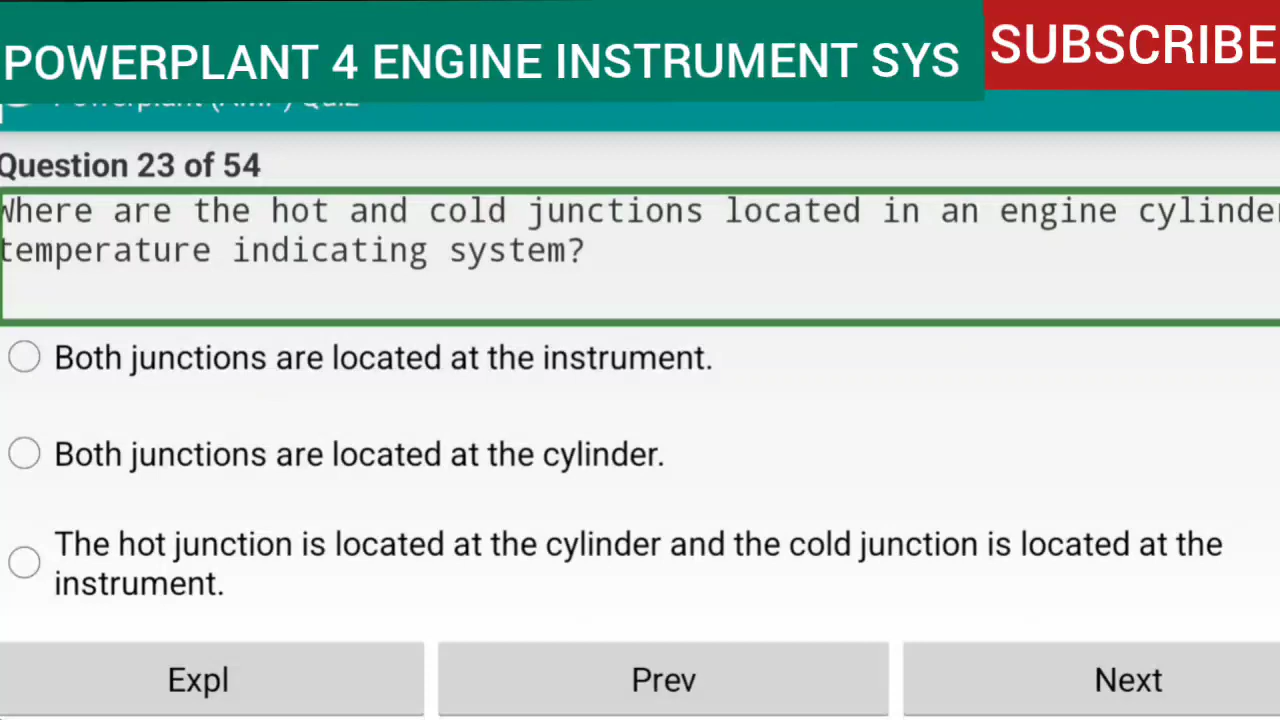 POWERPLANT 4 ENGINE INSTRUMENT SYS
SUBSCRIBE
Question 23 of 54
Where are the hot and cold junctions located in an engine cylinder
temperature indicating system?
Both junctions are located at the instrument.
Both junctions are located at the cylinder.
The hot junction is located at the cylinder and the cold junction is located at the
instrument.
Expl
Prev
Next